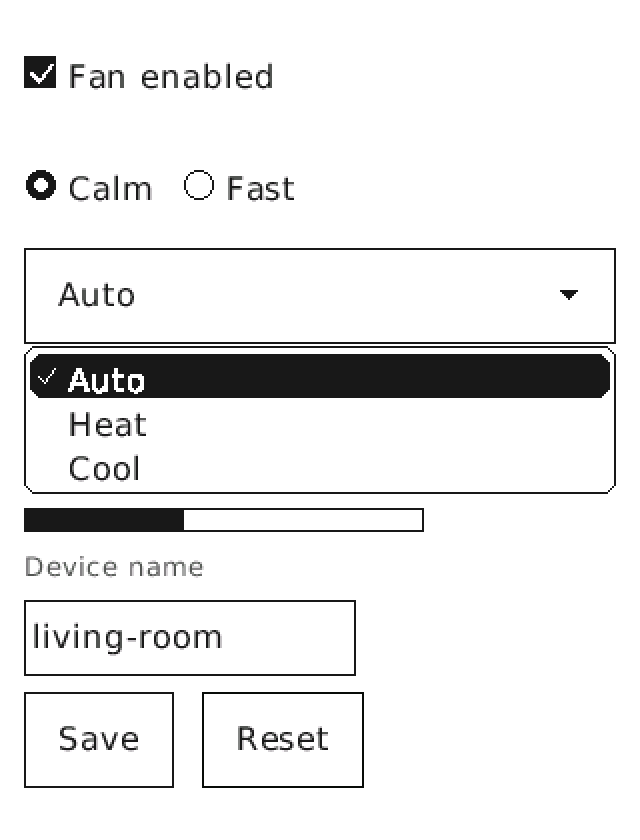 Fan enabled
Calm Fast
Auto
Auto
Heat
Cool
Device name
living-room
Save Reset